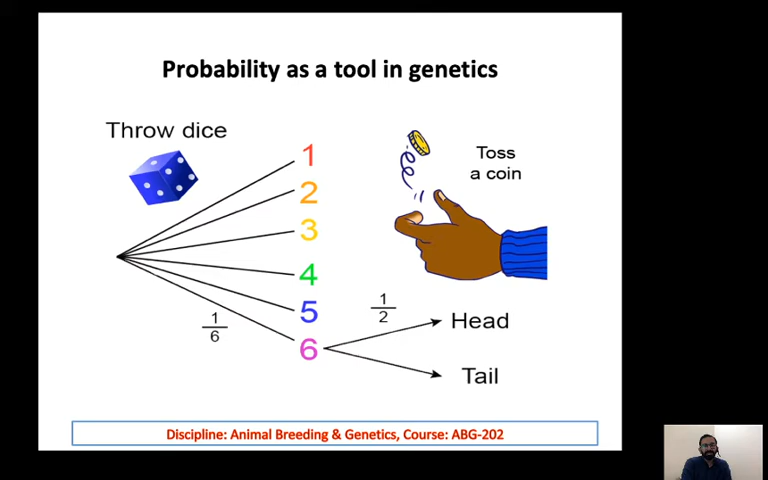 Probability as a tool in genetics
Throw dice
1
2
3
4
5
6
1
6
Toss
a coin
1
2
Head
Tail
Discipline: Animal Breeding & Genetics, Course: ABG-202